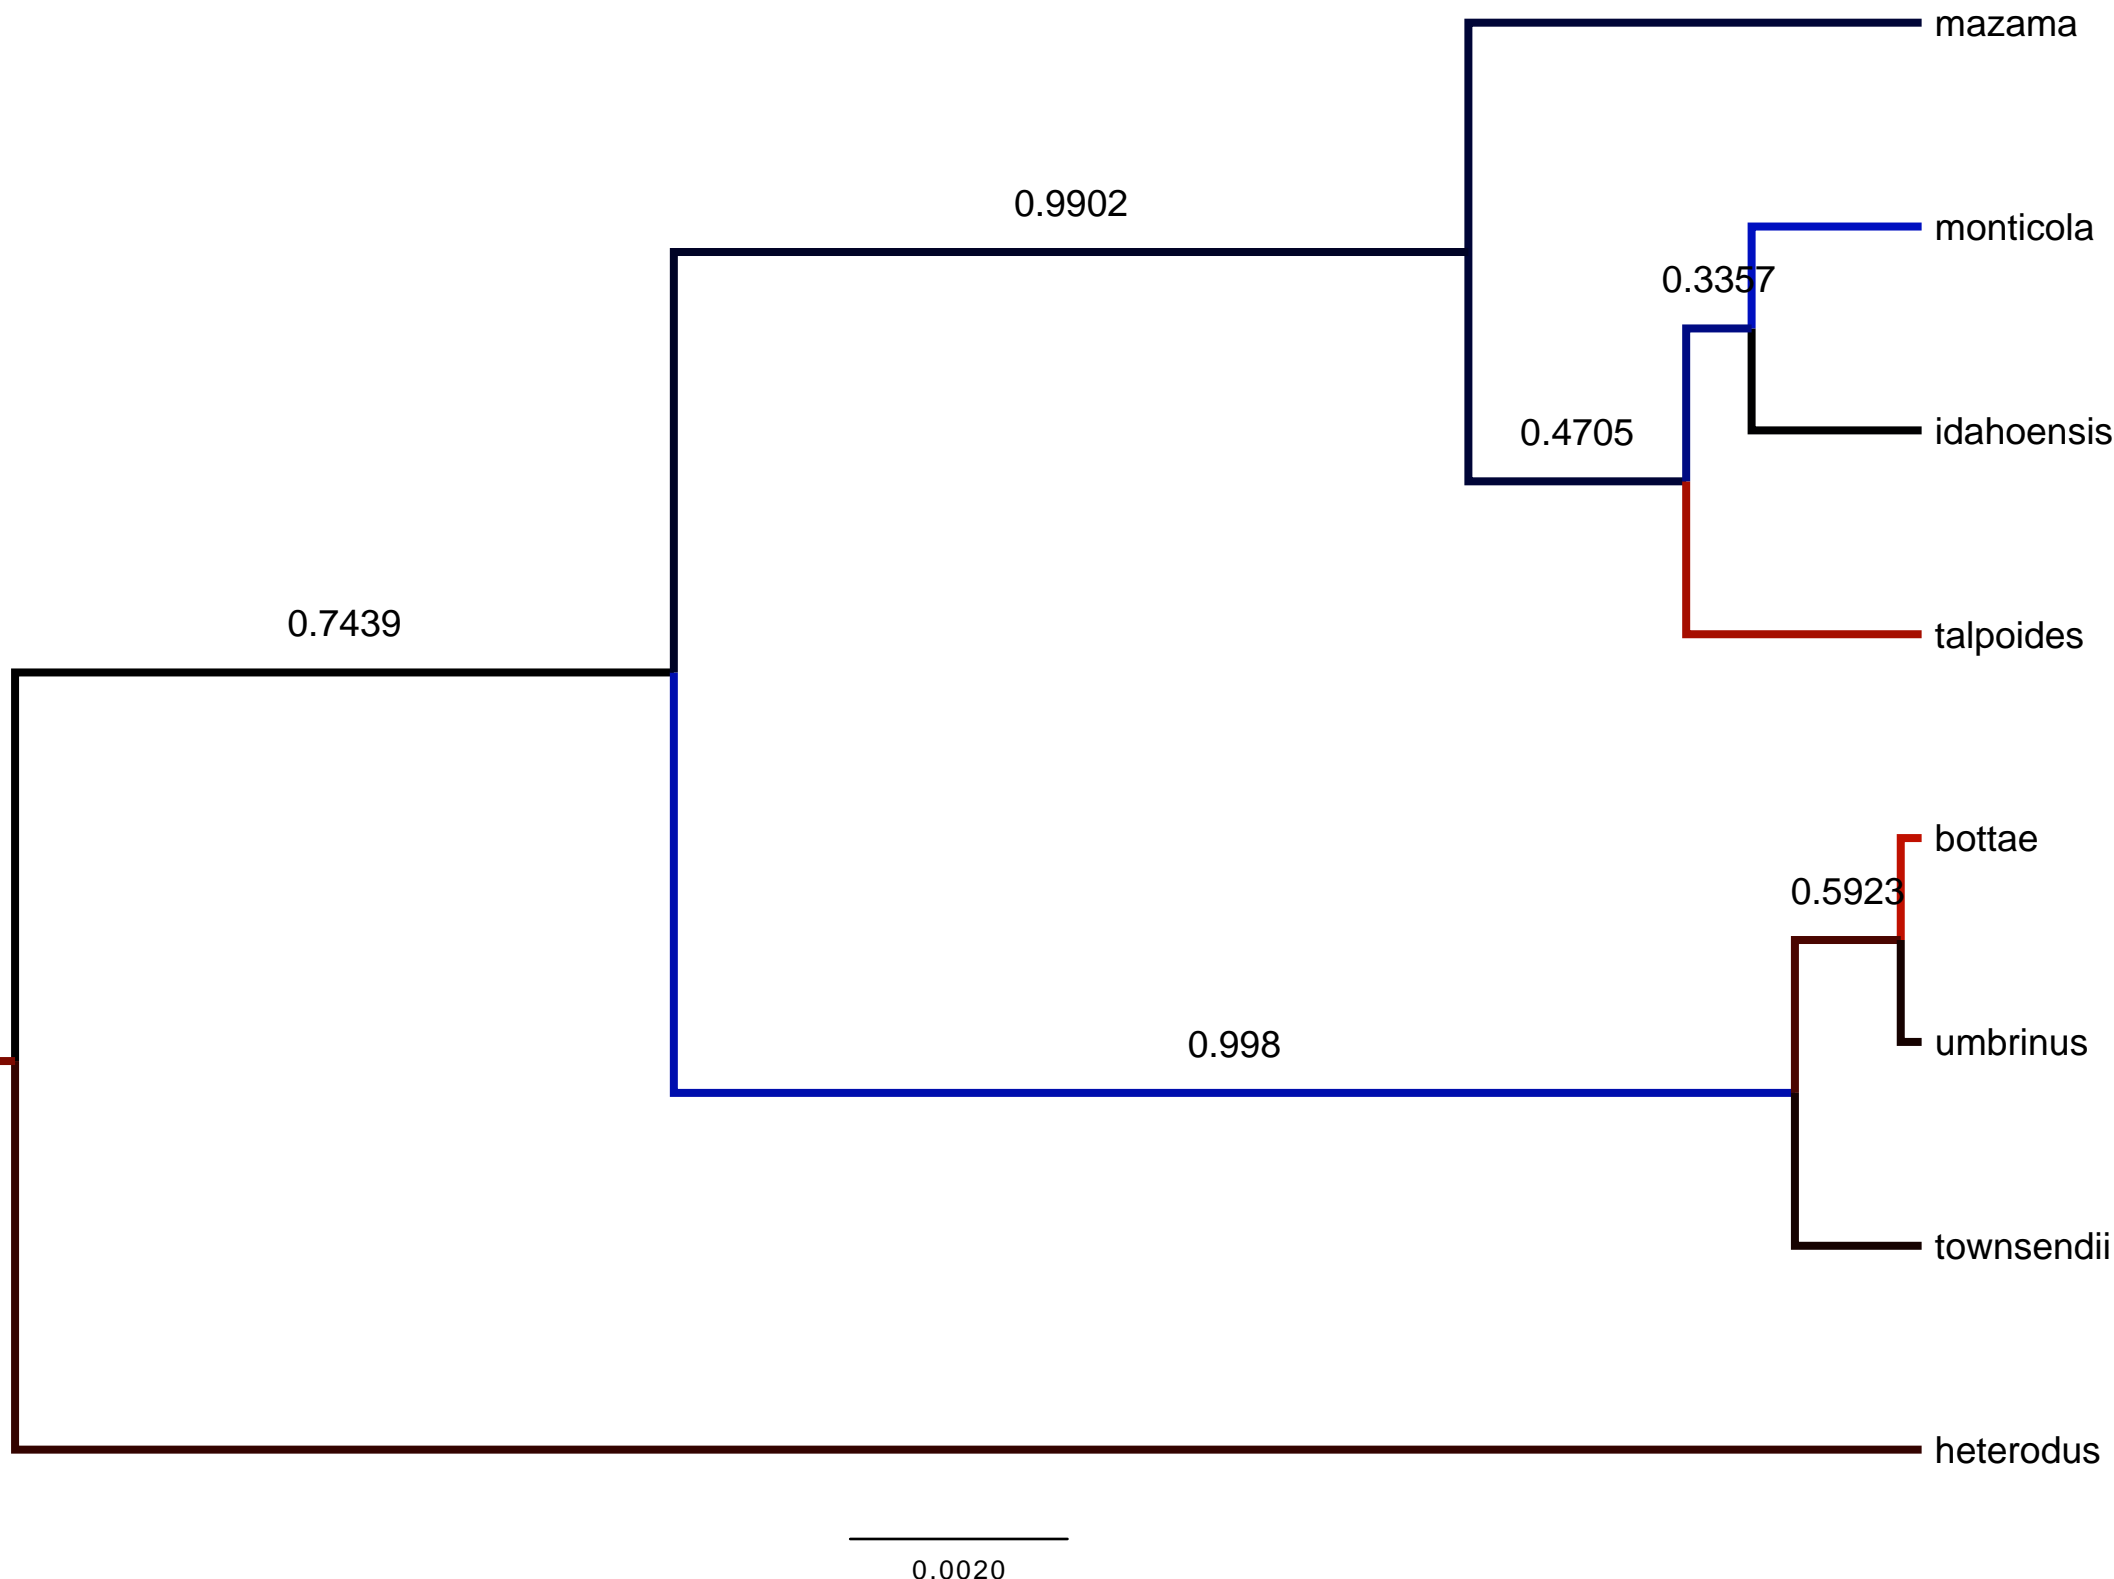 mazama
0.9902
monticola
0.3357
idahoensis
0.4705
0.7439
talpoides
bottae
0.5923
umbrinus
0.998
townsendii
heterodus
0.0020